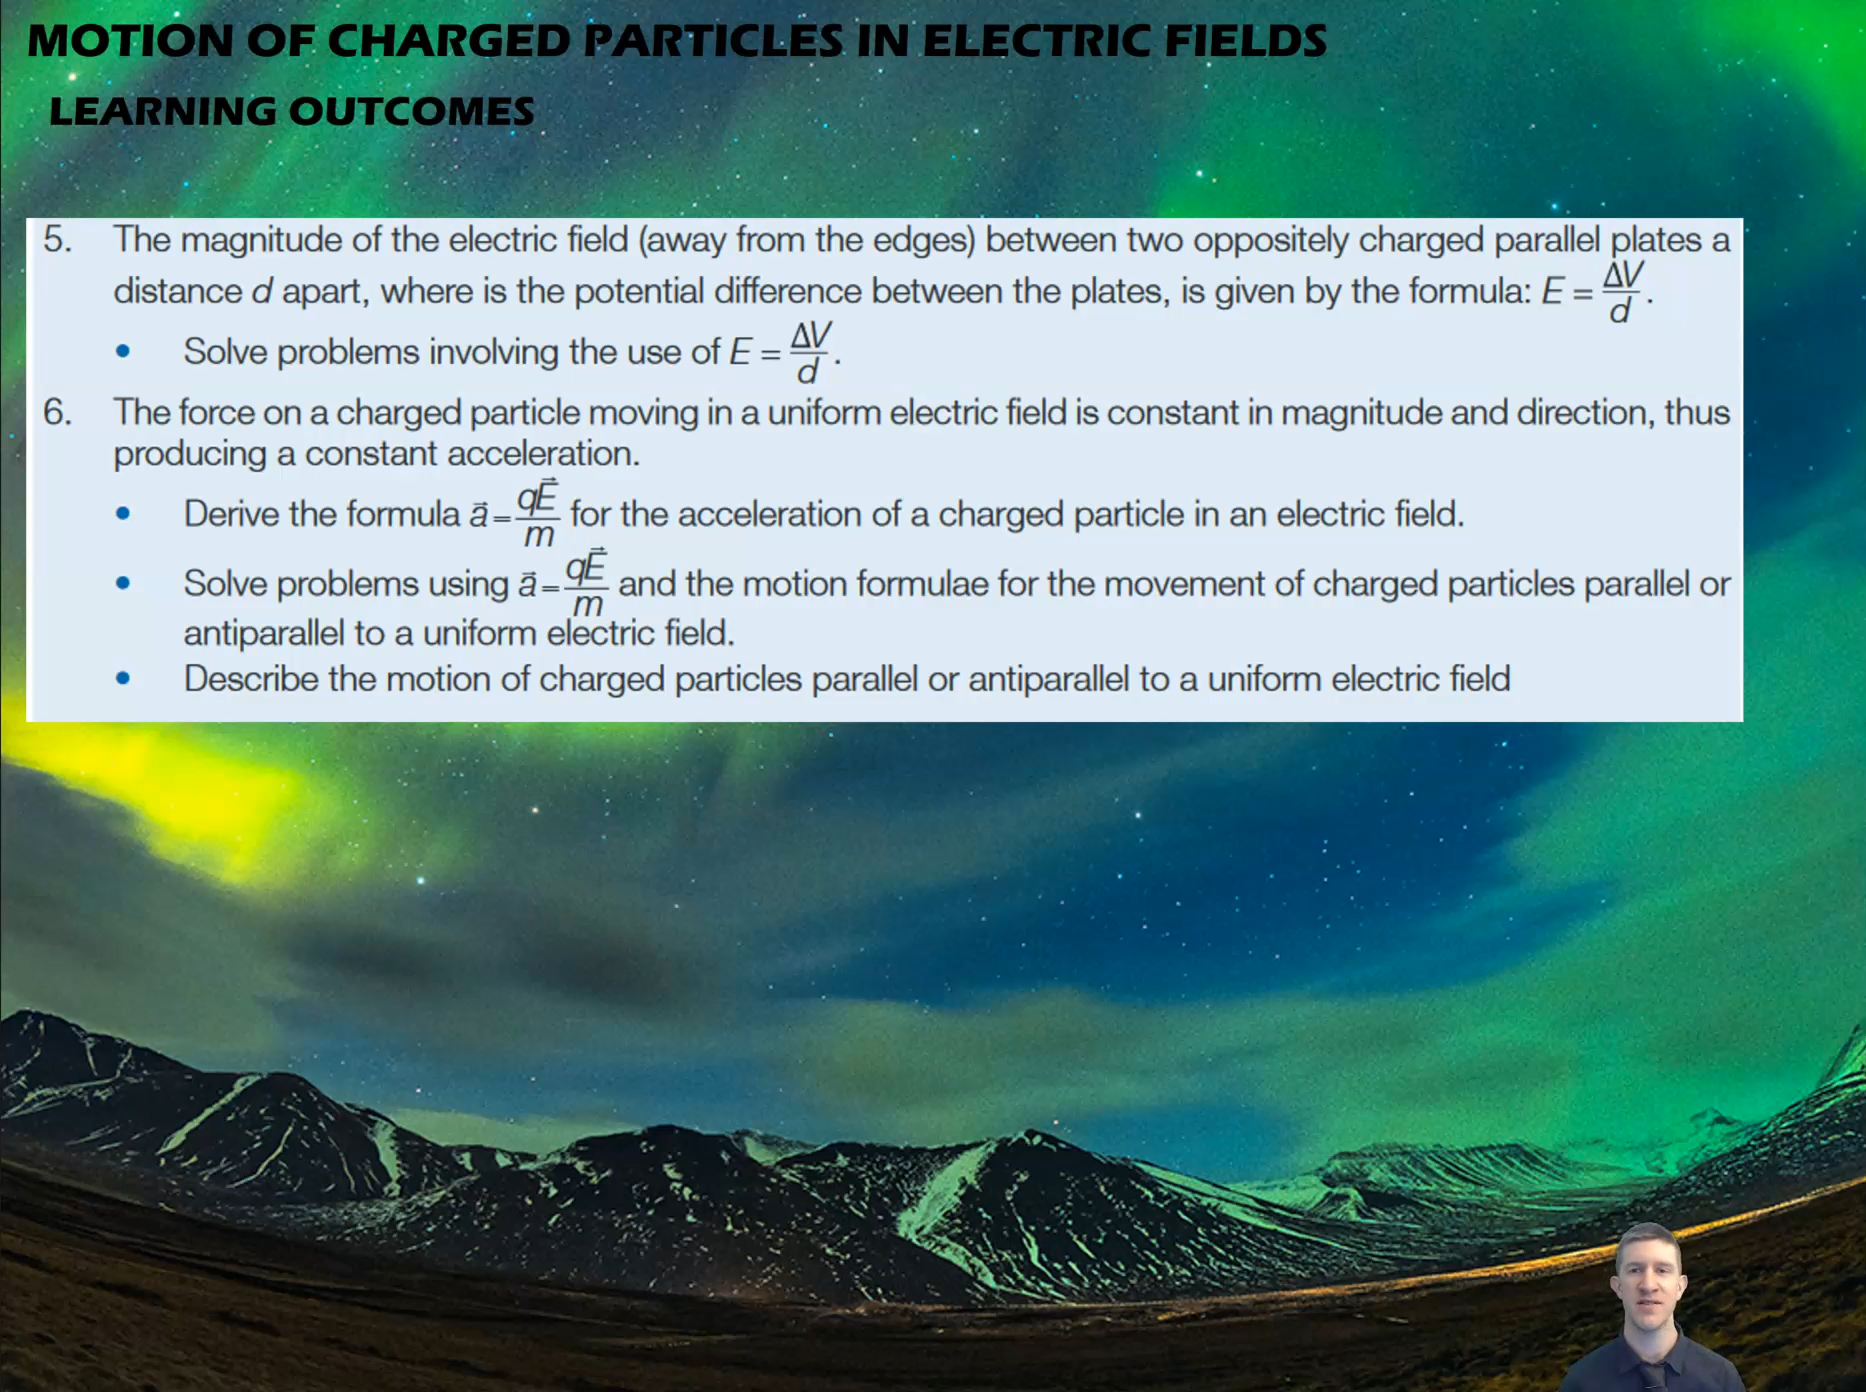 MOTION OF CHARGED PARTICLES IN ELECTRIC FIELDS
LEARNING OUTCOMES
5. The magnitude of the electric field (away from the edges) between two oppositely charged parallel plates a
distance d apart, where is the potential difference between the plates, is given by the formula: E = ΔV/d.
• Solve problems involving the use of E = ΔV/d.
6. The force on a charged particle moving in a uniform electric field is constant in magnitude and direction, thus
producing a constant acceleration.
• Derive the formula a⃗ = qE⃗/m for the acceleration of a charged particle in an electric field.
• Solve problems using a⃗ = qE⃗/m and the motion formulae for the movement of charged particles parallel or
antiparallel to a uniform electric field.
• Describe the motion of charged particles parallel or antiparallel to a uniform electric field